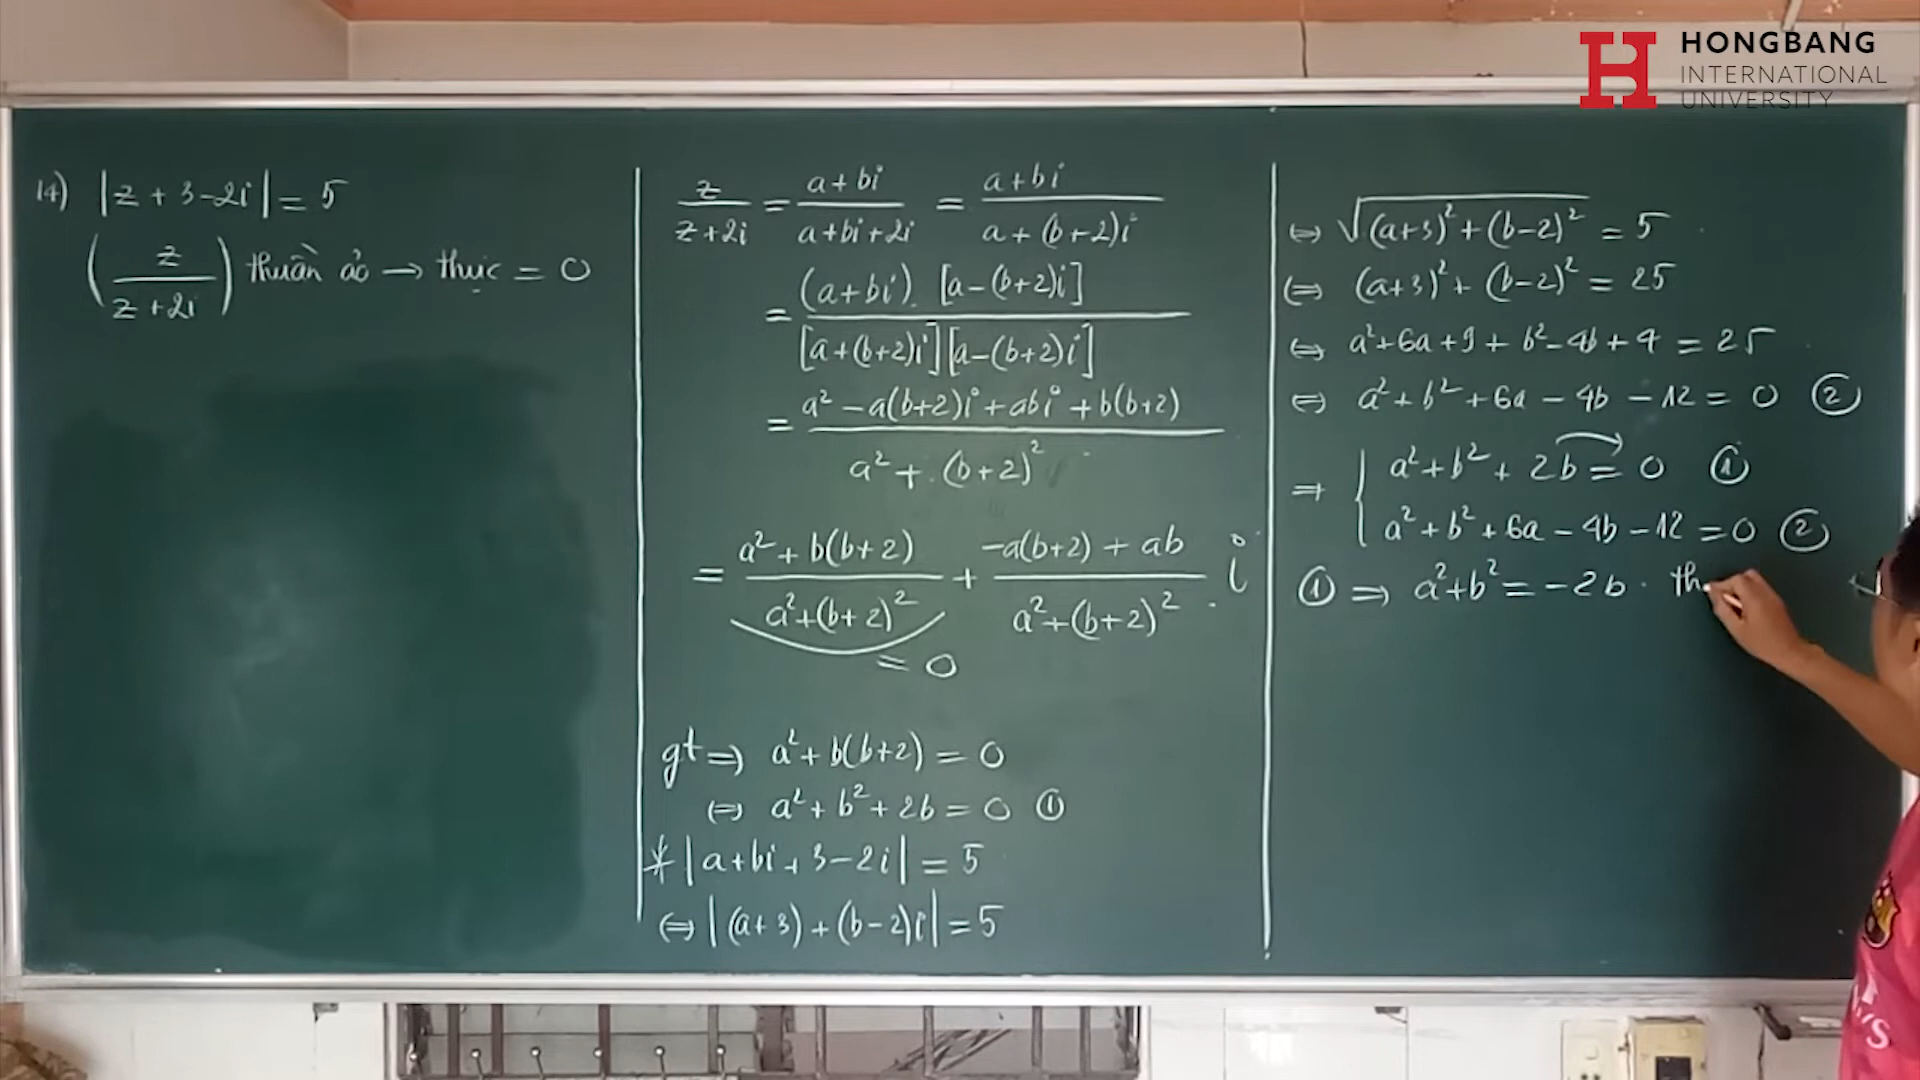 HONGBANG
INTERNATIONAL
UNIVERSITY
14) |z + 3 - 2i| = 5
(z / (z + 2i)) thuần ảo → thực = 0
z / (z + 2i) = (a + bi) / (a + bi + 2i) = (a + bi) / (a + (b + 2)i)
= (a + bi).[a - (b + 2)i] / [a + (b + 2)i][a - (b + 2)i]
= (a² - a(b + 2)i + abi + b(b + 2)) / (a² + (b + 2)²)
= (a² + b(b + 2)) / (a² + (b + 2)²) + (-a(b + 2) + ab) / (a² + (b + 2)²) . i
= 0
gt ⇒ a² + b(b + 2) = 0
⇔ a² + b² + 2b = 0 ①
* |a + bi + 3 - 2i| = 5
⇔ |(a + 3) + (b - 2)i| = 5
⇔ √((a + 3)² + (b - 2)²) = 5
⇔ (a + 3)² + (b - 2)² = 25
⇔ a² + 6a + 9 + b² - 4b + 4 = 25
⇔ a² + b² + 6a - 4b - 12 = 0 ②
⇒ { a² + b² + 2b = 0 ①
a² + b² + 6a - 4b - 12 = 0 ②
① ⇒ a² + b² = -2b . th